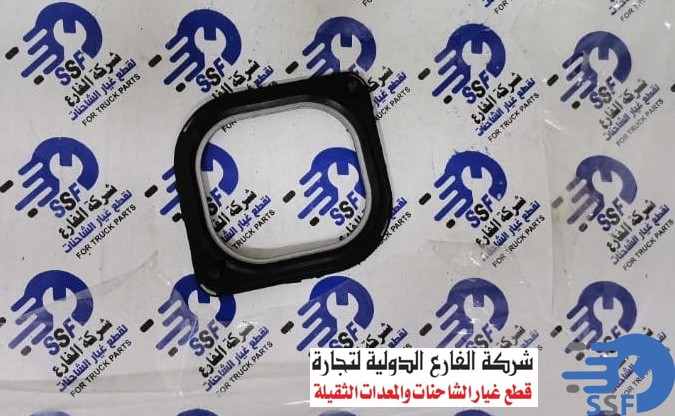 SSF
شركة الفارع
لقطع غيار الشاحنات
FOR TRUCK PARTS
شركة الفارع الدولية لتجارة
قطع غيار الشاحنات والمعدات الثقيلة
SSF